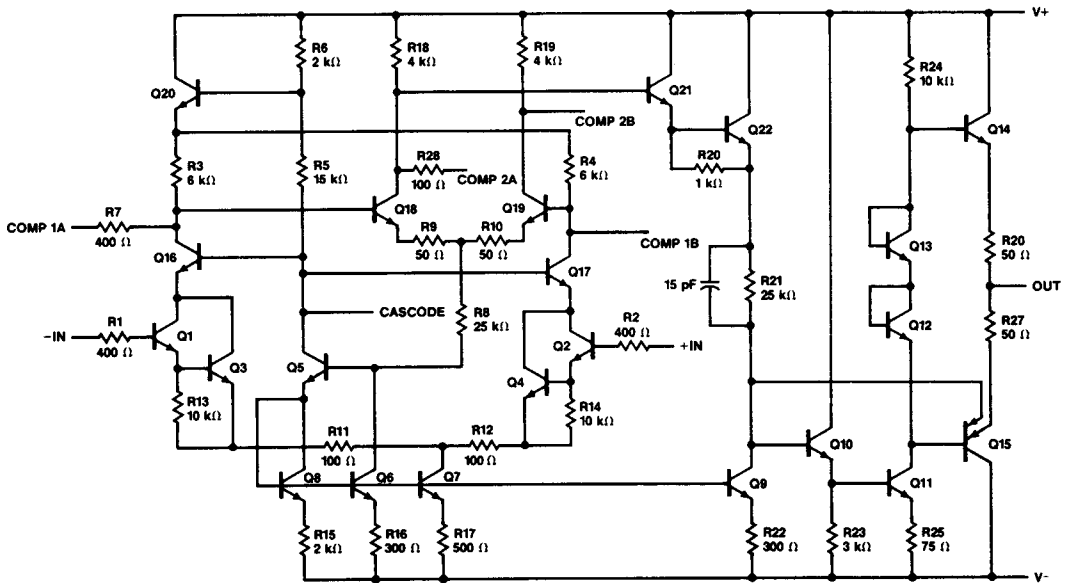 V+
R6
2 kΩ
R18
4 kΩ
R19
4 kΩ
R24
10 kΩ
Q20
Q21
Q14
COMP 2B
Q22
R3
6 kΩ
R5
15 kΩ
R28
100 Ω
COMP 2A
R4
6 kΩ
R20
1 kΩ
COMP 1A
R7
400 Ω
Q18
Q19
R9
50 Ω
R10
50 Ω
COMP 1B
Q13
R20
50 Ω
Q16
Q17
15 pF
R21
25 kΩ
OUT
CASCODE
R8
25 kΩ
R2
400 Ω
+IN
Q12
R27
50 Ω
−IN
R1
400 Ω
Q1
Q3
Q5
Q2
Q4
R13
10 kΩ
R14
10 kΩ
R11
100 Ω
R12
100 Ω
Q10
Q15
Q8
Q6
Q7
Q9
Q11
R15
2 kΩ
R16
300 Ω
R17
500 Ω
R22
300 Ω
R23
3 kΩ
R25
75 Ω
V-